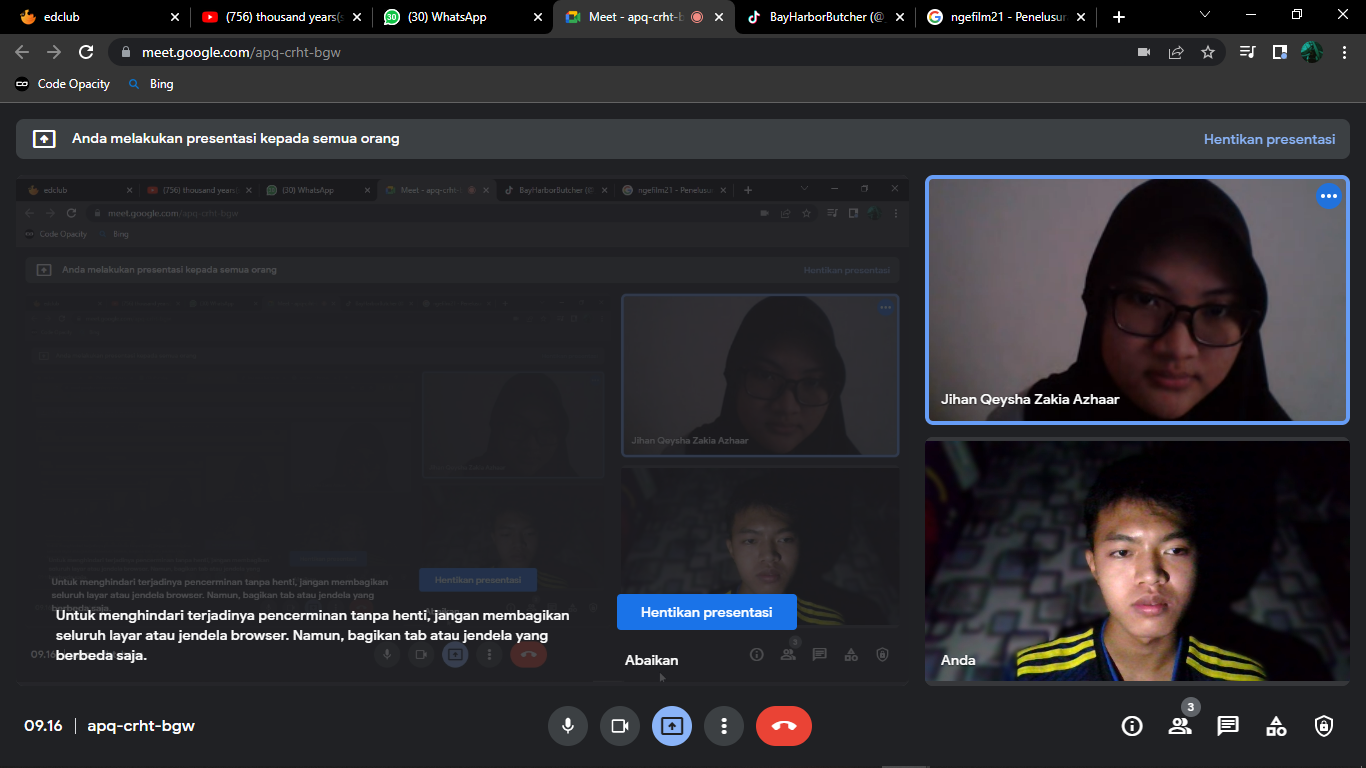 edclub
(756) thousand years(s
(30) WhatsApp
Meet - apq-crht-b
BayHarborButcher (@
ngefilm21 - Penelusur
meet.google.com/apq-crht-bgw
Code Opacity
Bing
Anda melakukan presentasi kepada semua orang
Hentikan presentasi
edclub
(756) thousand years(
(30) WhatsApp
Meet - apq-crht-
BayHarborButcher (@
ngefilm21 - Penelusur
meet.google.com/apq-crht-bgw
Code Opacity
Bing
Anda melakukan presentasi kepada semua orang
Hentikan presentasi
Jihan Qeysha Zakia Azhaar
Jihan Qeysha Zakia Azhaar
Untuk menghindari terjadinya pencerminan tanpa henti, jangan membagikan
seluruh layar atau jendela browser. Namun, bagikan tab atau jendela yang
berbeda saja.
Hentikan presentasi
Untuk menghindari terjadinya pencerminan tanpa henti, jangan membagikan
seluruh layar atau jendela browser. Namun, bagikan tab atau jendela yang
berbeda saja.
Hentikan presentasi
Abaikan
09.16
3
Anda
09.16
apq-crht-bgw
3